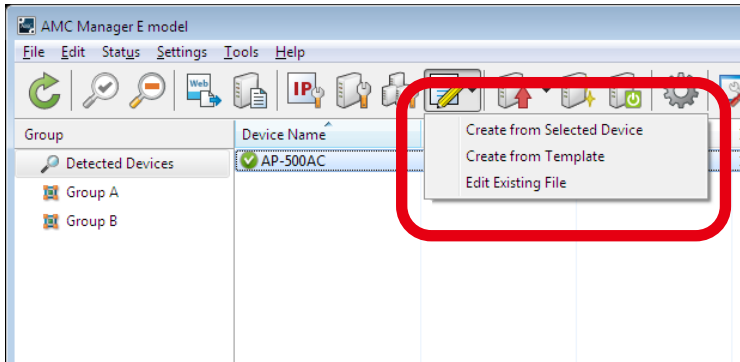 AMC Manager E model
File Edit Status Settings Tools Help
Web
IP
Group
Device Name
Create from Selected Device
Detected Devices
AP-500AC
Create from Template
Edit Existing File
Group A
Group B